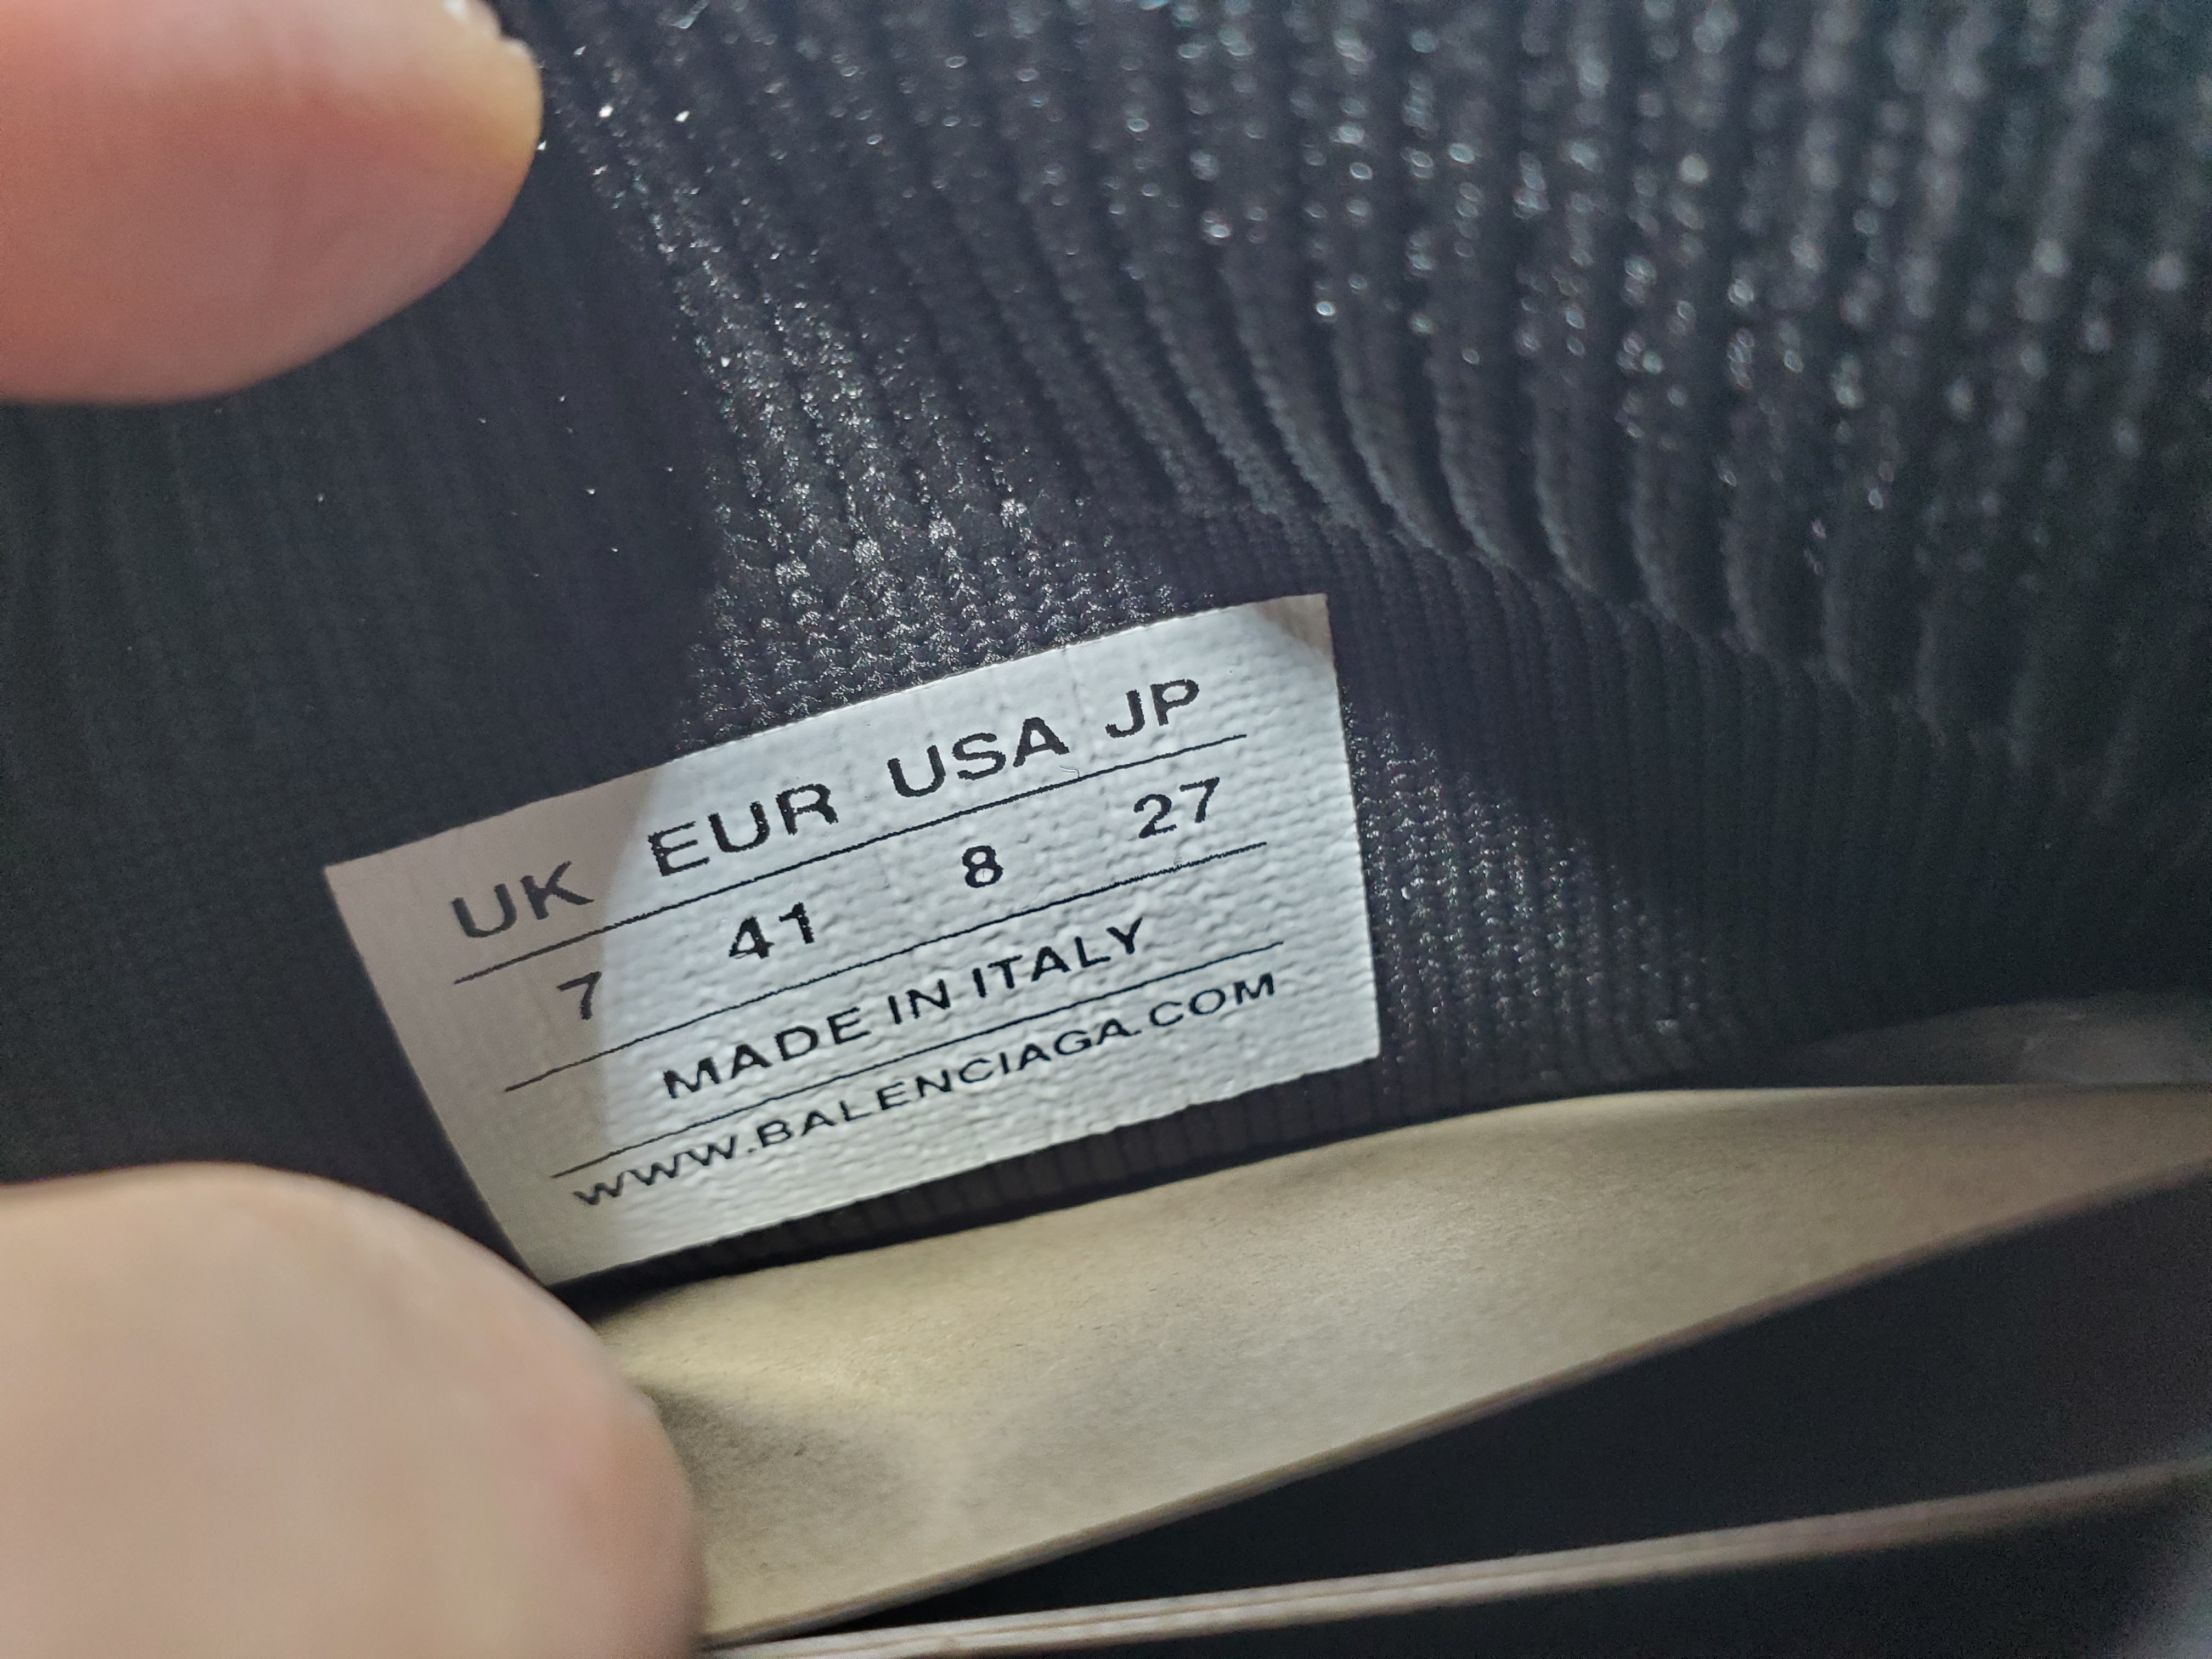 UK EUR USA JP
7 41 8 27
MADE IN ITALY
WWW.BALENCIAGA.COM